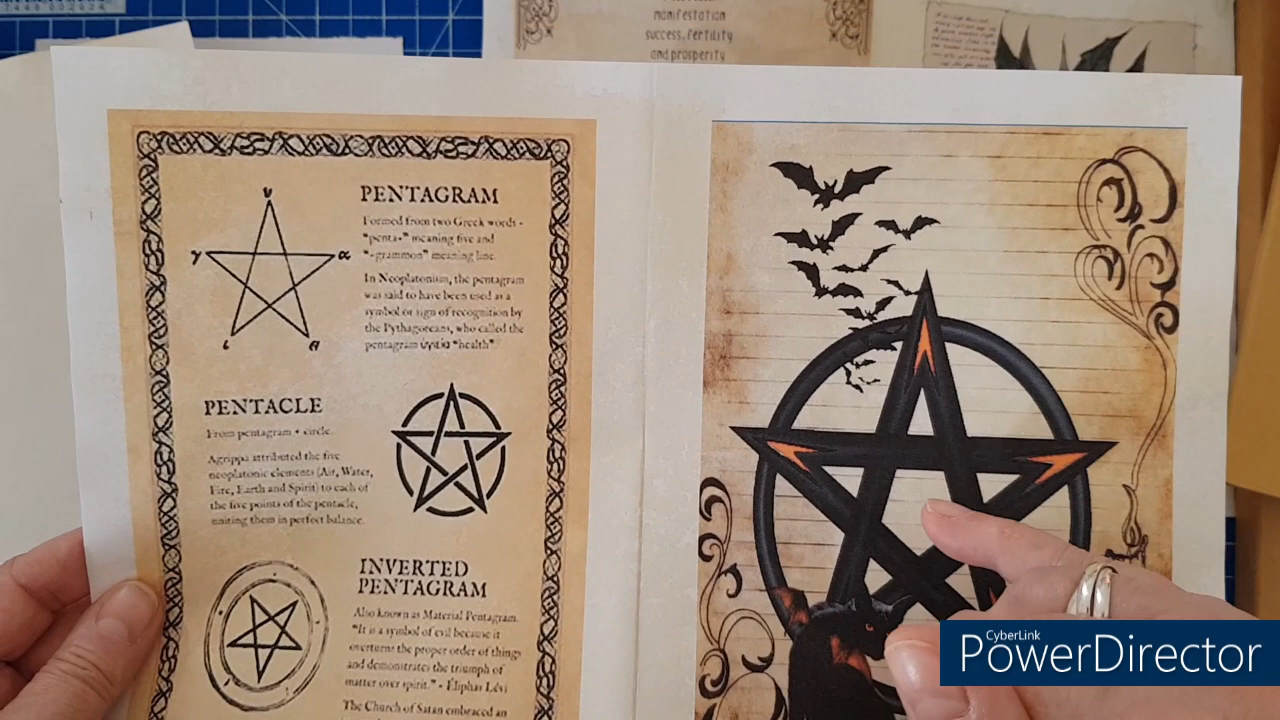 manifestation
success, fertility
and prosperity
PENTAGRAM
Formed from two Greek words -
"penta-" meaning five and
"-grammon" meaning line.
In Neoplatonism, the pentagram
was said to have been used as a
symbol or sign of recognition by
the Pythagoreans, who called the
pentagram ὑγιεία "health".
PENTACLE
From pentagram + circle.
Agrippa attributed the five
neoplatonic elements (Air, Water,
Fire, Earth and Spirit) to each of
the five points of the pentacle,
uniting them in perfect balance.
INVERTED
PENTAGRAM
Also known as Material Pentagram.
"It is a symbol of evil because it
overturns the proper order of things
and demonstrates the triumph of
matter over spirit." - Éliphas Lévi
The Church of Satan embraced an
CyberLink
PowerDirector